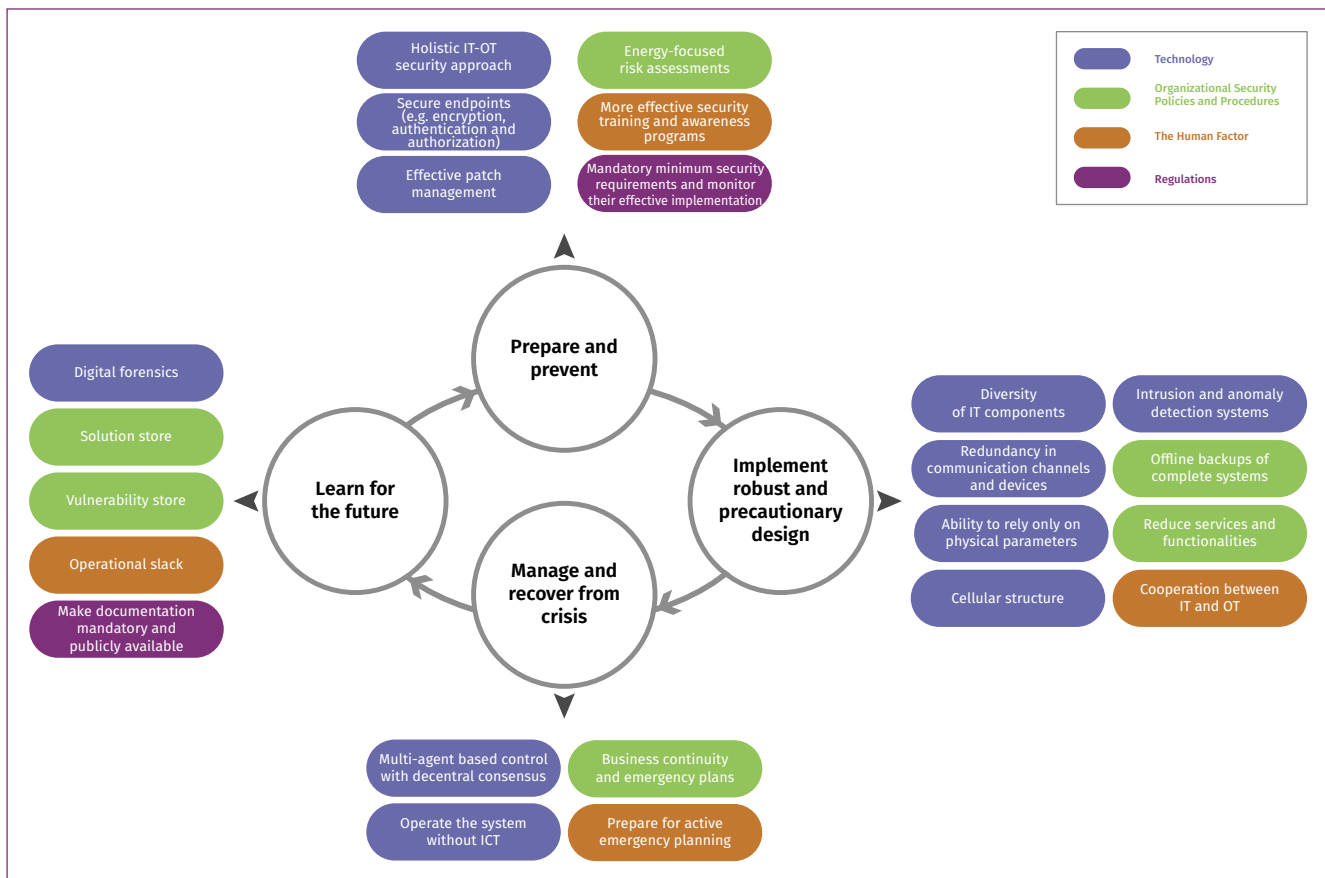 Holistic IT-OT
security approach
Secure endpoints
(e.g. encryption,
authentication and
authorization)
Effective patch
management
Energy-focused
risk assessments
More effective security
training and awareness
programs
Mandatory minimum security
requirements and monitor
their effective implementation
Technology
Organizational Security
Policies and Procedures
The Human Factor
Regulations
Prepare and
prevent
Digital forensics
Solution store
Vulnerability store
Operational slack
Make documentation
mandatory and
publicly available
Learn for
the future
Implement
robust and
precautionary
design
Manage and
recover from
crisis
Diversity
of IT components
Redundancy in
communication channels
and devices
Ability to rely only on
physical parameters
Cellular structure
Intrusion and anomaly
detection systems
Offline backups of
complete systems
Reduce services and
functionalities
Cooperation between
IT and OT
Multi-agent based control
with decentral consensus
Operate the system
without ICT
Business continuity
and emergency plans
Prepare for active
emergency planning